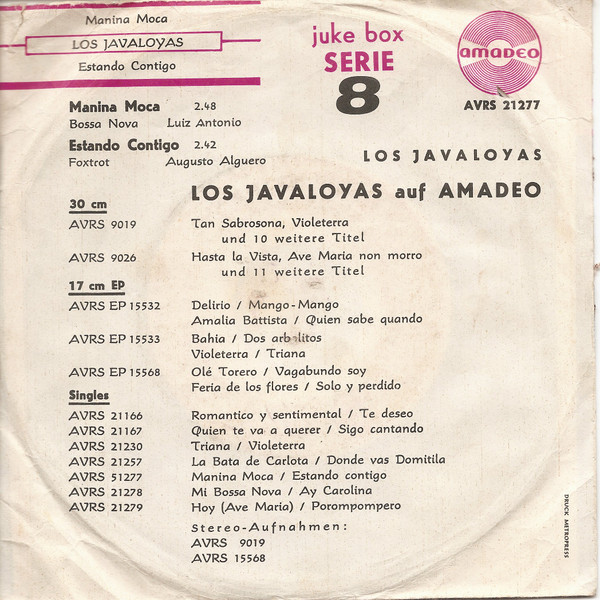 Manina Moca
LOS JAVALOYAS
Estando Contigo
juke box
SERIE
8
amadeo
AVRS 21277
Manina Moca 2.48
Bossa Nova Luiz Antonio
Estando Contigo 2.42
Foxtrot Augusto Alguero
LOS JAVALOYAS
LOS JAVALOYAS auf AMADEO
30 cm
AVRS 9019 Tan Sabrosona, Violeterra
und 10 weitere Titel
AVRS 9026 Hasta la Vista, Ave Maria non morro
und 11 weitere Titel
17 cm EP
AVRS EP 15532 Delirio / Mango-Mango
Amalia Battista / Quien sabe quando
AVRS EP 15533 Bahia / Dos arbolitos
Violeterra / Triana
AVRS EP 15568 Olé Torero / Vagabundo soy
Feria de los flores / Solo y perdido
Singles
AVRS 21166 Romantico y sentimental / Te deseo
AVRS 21167 Quien te va a querer / Sigo cantando
AVRS 21230 Triana / Violeterra
AVRS 21257 La Bata de Carlota / Donde vas Domitila
AVRS 51277 Manina Moca / Estando contigo
AVRS 21278 Mi Bossa Nova / Ay Carolina
AVRS 21279 Hoy (Ave Maria) / Porompompero
Stereo-Aufnahmen:
AVRS 9019
AVRS 15568
DRUCK METROPRESS